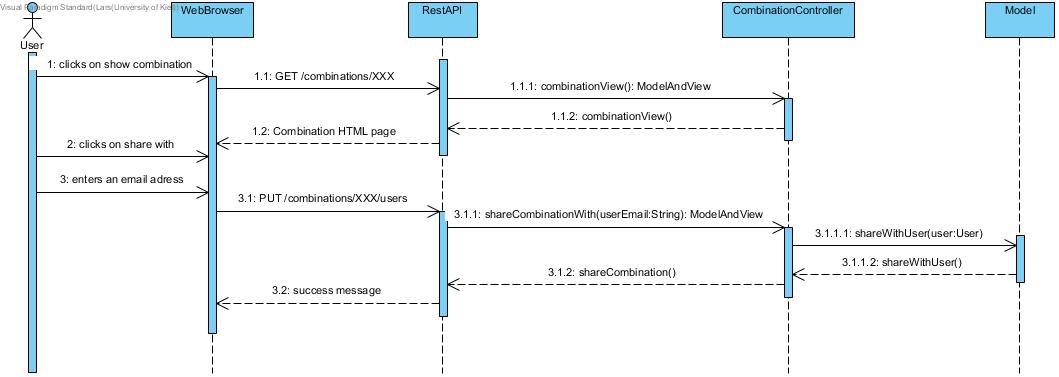 Visual Paradigm Standard(Lars(University of Kiel))
WebBrowser
RestAPI
CombinationController
Model
User
1: clicks on show combination
1.1: GET /combinations/XXX
1.1.1: combinationView(): ModelAndView
1.1.2: combinationView()
1.2: Combination HTML page
2: clicks on share with
3: enters an email adress
3.1: PUT /combinations/XXX/users
3.1.1: shareCombinationWith(userEmail:String): ModelAndView
3.1.1.1: shareWithUser(user:User)
3.1.1.2: shareWithUser()
3.1.2: shareCombination()
3.2: success message